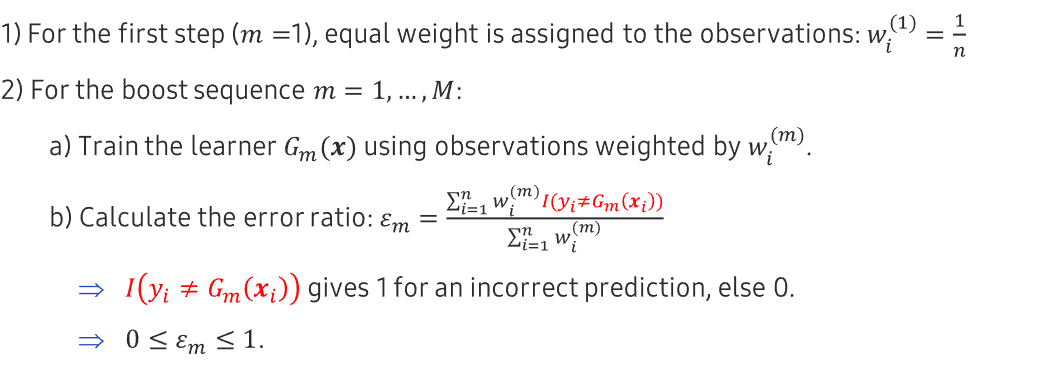 1) For the first step (m =1), equal weight is assigned to the observations: w_i^(1) = 1/n
2) For the boost sequence m = 1, … , M:
a) Train the learner G_m(x) using observations weighted by w_i^(m).
b) Calculate the error ratio: ε_m = Σ_{i=1}^n w_i^(m) I(y_i≠G_m(x_i)) / Σ_{i=1}^n w_i^(m)
⇒ I(y_i ≠ G_m(x_i)) gives 1 for an incorrect prediction, else 0.
⇒ 0 ≤ ε_m ≤ 1.